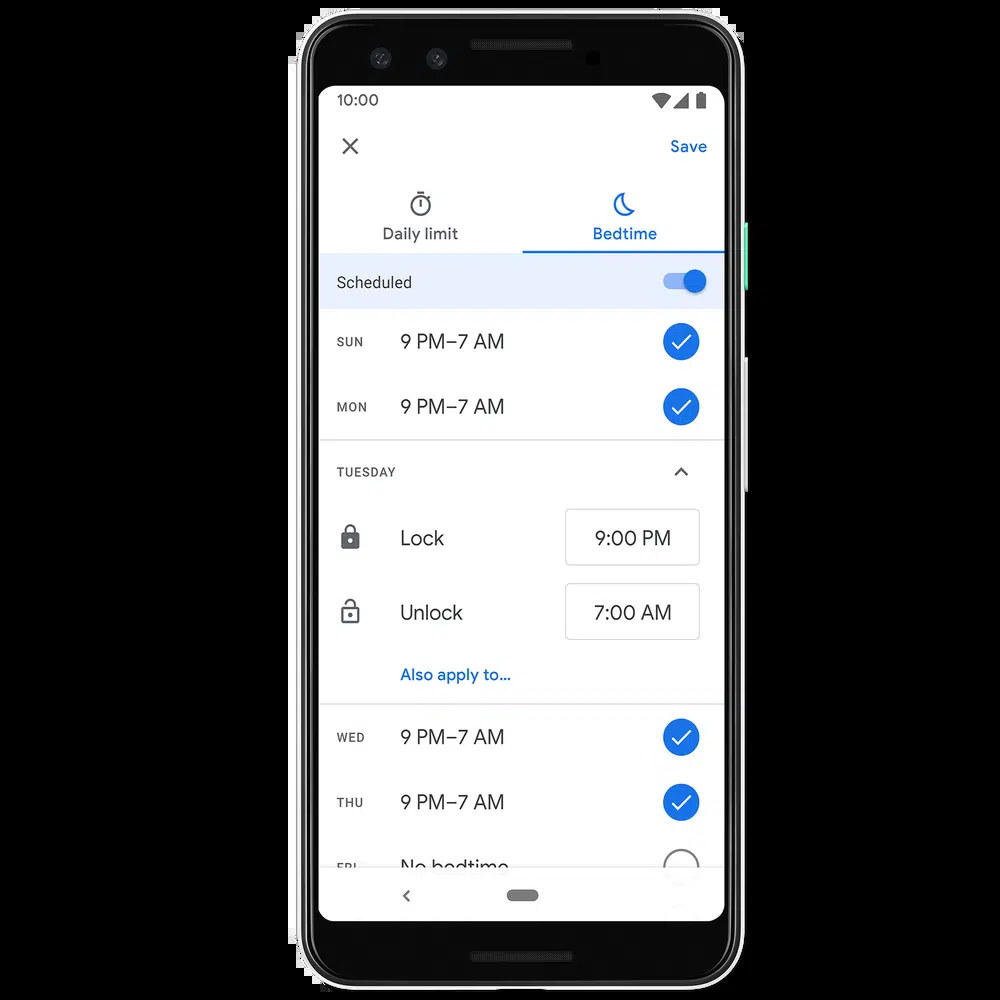 10:00
Save
Daily limit
Bedtime
Scheduled
SUN 9 PM–7 AM
MON 9 PM–7 AM
TUESDAY
Lock 9:00 PM
Unlock 7:00 AM
Also apply to...
WED 9 PM–7 AM
THU 9 PM–7 AM
FRI No bedtime